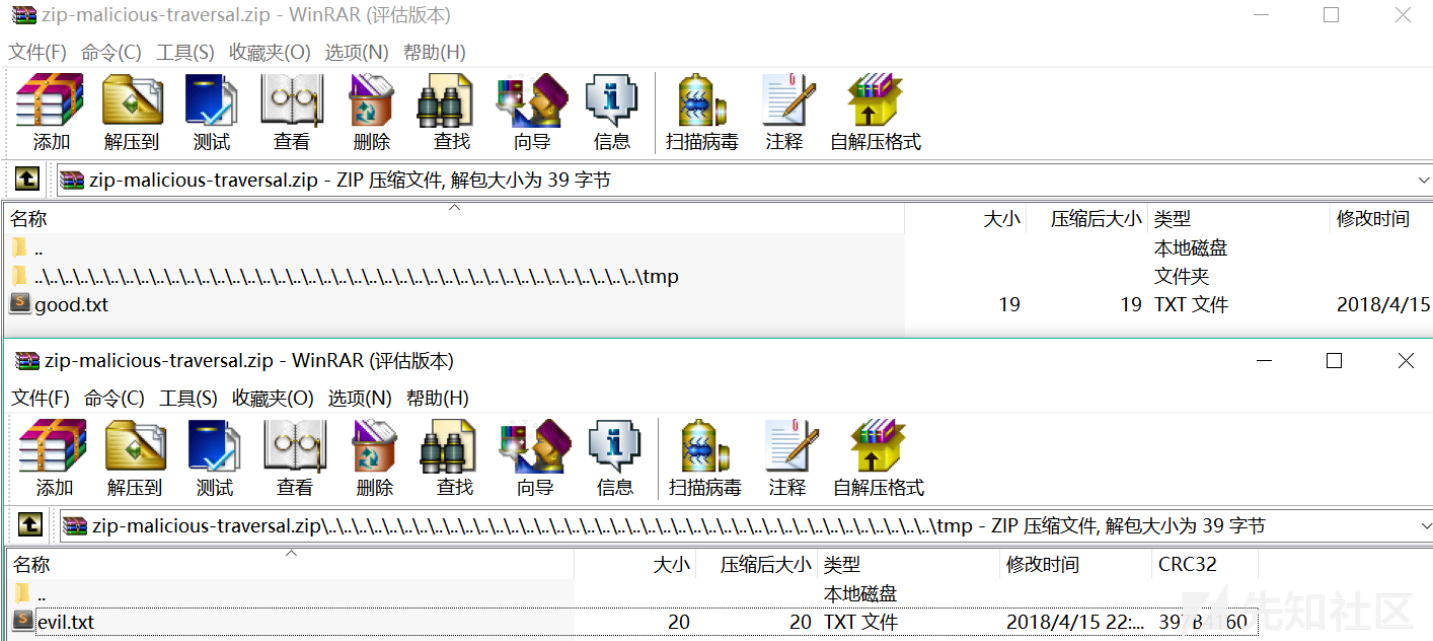 zip-malicious-traversal.zip - WinRAR (评估版本)
文件(F) 命令(C) 工具(S) 收藏夹(O) 选项(N) 帮助(H)
添加 解压到 测试 查看 删除 查找 向导 信息 扫描病毒 注释 自解压格式
zip-malicious-traversal.zip - ZIP 压缩文件, 解包大小为 39 字节
名称 大小 压缩后大小 类型 修改时间
.. 本地磁盘
..\..\..\..\..\..\..\..\..\..\..\..\..\..\..\..\..\..\..\..\..\..\..\..\..\..\..\..\..\..\..\..\..\..\..\..\..\..\..\..\tmp 文件夹
good.txt 19 19 TXT 文件 2018/4/15
zip-malicious-traversal.zip - WinRAR (评估版本)
文件(F) 命令(C) 工具(S) 收藏夹(O) 选项(N) 帮助(H)
添加 解压到 测试 查看 删除 查找 向导 信息 扫描病毒 注释 自解压格式
zip-malicious-traversal.zip\..\..\..\..\..\..\..\..\..\..\..\..\..\..\..\..\..\..\..\..\..\..\..\..\..\..\..\..\..\..\..\..\..\..\..\..\..\..\..\..\tmp - ZIP 压缩文件, 解包大小为 39 字节
名称 大小 压缩后大小 类型 修改时间 CRC32
.. 本地磁盘
evil.txt 20 20 TXT 文件 2018/4/15 22:... 397B4160
先知社区